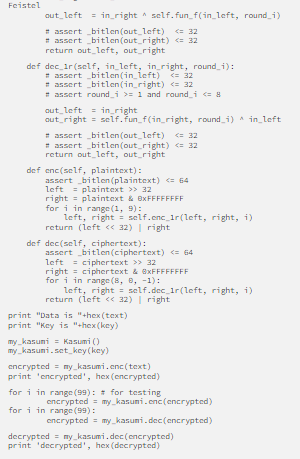 Feistel
out_left  = in_right ^ self.fun_f(in_left, round_i)
# assert _bitlen(out_left)  <= 32
# assert _bitlen(out_right) <= 32
return out_left, out_right
def dec_1r(self, in_left, in_right, round_i):
# assert _bitlen(in_left)  <= 32
# assert _bitlen(in_right) <= 32
# assert round_i >= 1 and round_i <= 8
out_left  = in_right
out_right = self.fun_f(in_right, round_i) ^ in_left
# assert _bitlen(out_left)  <= 32
# assert _bitlen(out_right) <= 32
return out_left, out_right
def enc(self, plaintext):
assert _bitlen(plaintext) <= 64
left  = plaintext >> 32
right = plaintext & 0xFFFFFFFF
for i in range(1, 9):
left, right = self.enc_1r(left, right, i)
return (left << 32) | right
def dec(self, ciphertext):
assert _bitlen(ciphertext) <= 64
left  = ciphertext >> 32
right = ciphertext & 0xFFFFFFFF
for i in range(8, 0, -1):
left, right = self.dec_1r(left, right, i)
return (left << 32) | right
print "Data is "+hex(text)
print "Key is "+hex(key)
my_kasumi = Kasumi()
my_kasumi.set_key(key)
encrypted = my_kasumi.enc(text)
print 'encrypted', hex(encrypted)
for i in range(99): # for testing
encrypted = my_kasumi.enc(encrypted)
for i in range(99):
encrypted = my_kasumi.dec(encrypted)
decrypted = my_kasumi.dec(encrypted)
print 'decrypted', hex(decrypted)